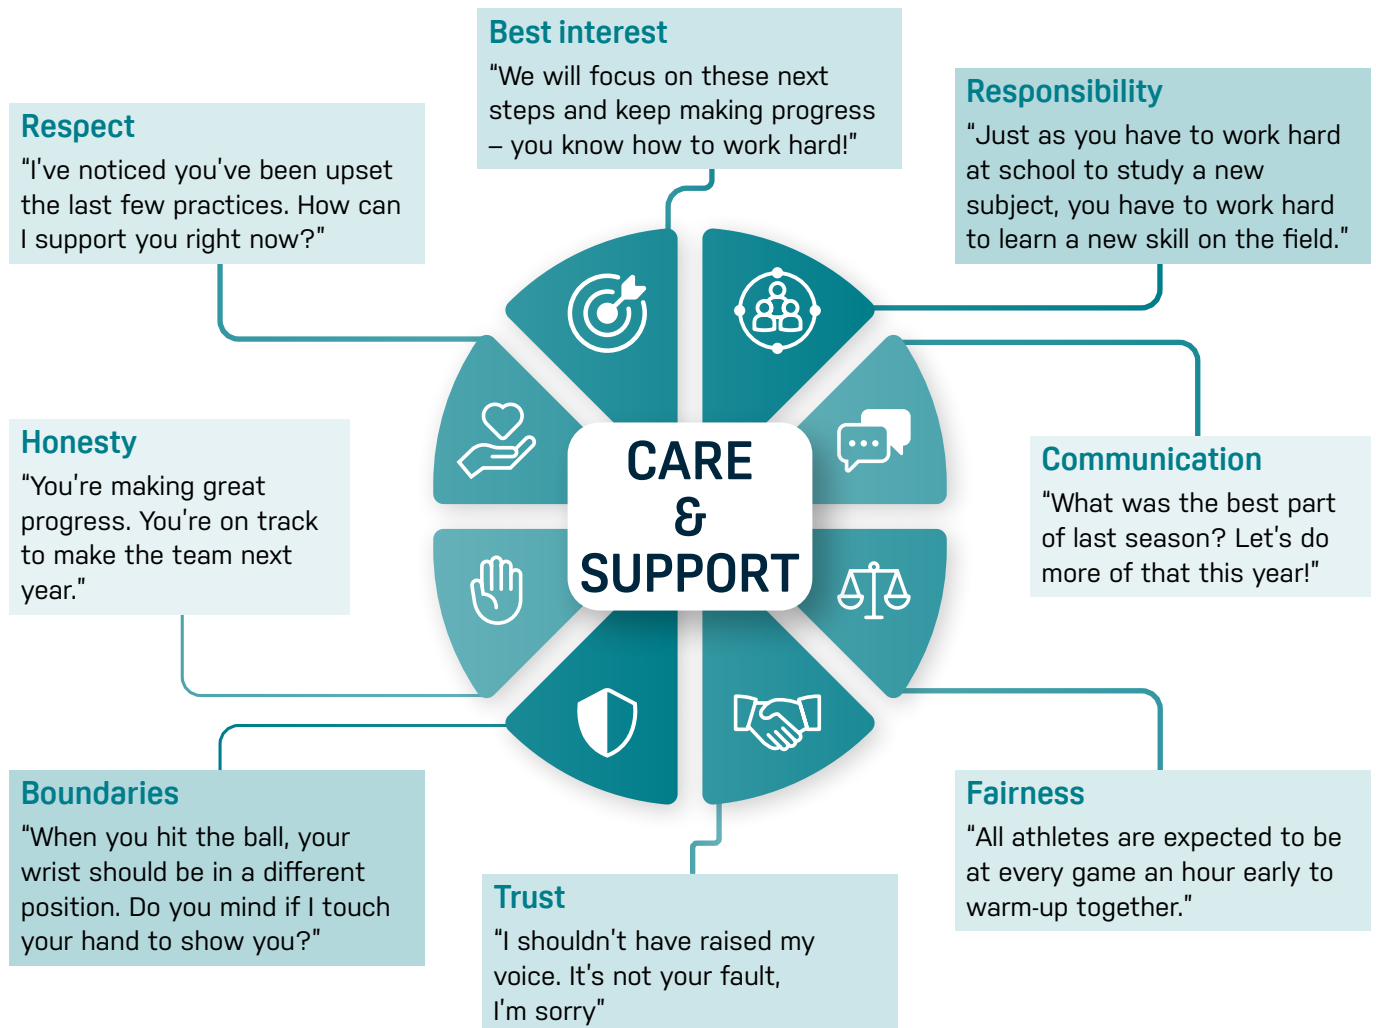 Best interest
“We will focus on these next
steps and keep making progress
– you know how to work hard!”
Responsibility
“Just as you have to work hard
at school to study a new
subject, you have to work hard
to learn a new skill on the field.”
Respect
“I’ve noticed you’ve been upset
the last few practices. How can
I support you right now?”
Honesty
“You’re making great
progress. You’re on track
to make the team next
year.”
CARE
&
SUPPORT
Communication
“What was the best part
of last season? Let’s do
more of that this year!”
Boundaries
“When you hit the ball, your
wrist should be in a different
position. Do you mind if I touch
your hand to show you?”
Trust
“I shouldn’t have raised my
voice. It’s not your fault,
I’m sorry”
Fairness
“All athletes are expected to be
at every game an hour early to
warm-up together.”